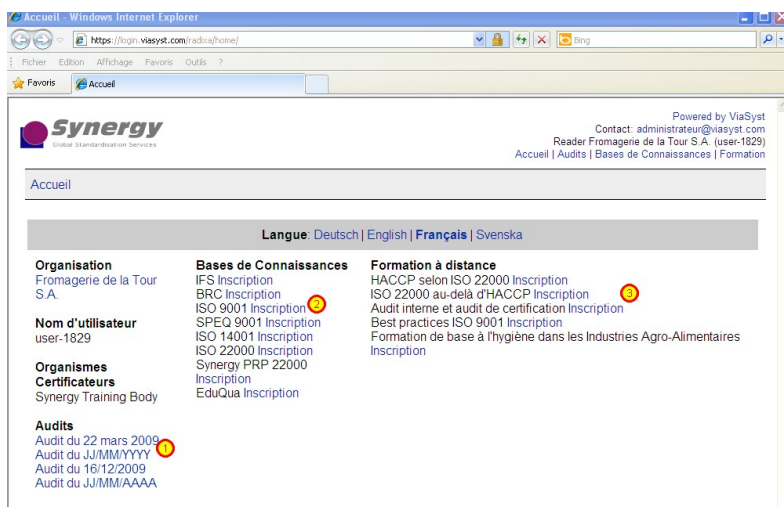 Accueil - Windows Internet Explorer
https://login.viasyst.com/radixa/home/
Bing
Fichier Edition Affichage Favoris Outils ?
Favoris
Accueil
Synergy
Global Standardisation Services
Powered by ViaSyst
Contact: administrateur@viasyst.com
Reader Fromagerie de la Tour S.A. (user-1829)
Accueil | Audits | Bases de Connaissances | Formation
Accueil
Langue: Deutsch | English | Français | Svenska
Organisation
Fromagerie de la Tour
S.A.
Nom d'utilisateur
user-1829
Organismes
Certificateurs
Synergy Training Body
Audits
Audit du 22 mars 2009
1
Audit du JJ/MM/YYYY
Audit du 16/12/2009
Audit du JJ/MM/AAAA
Bases de Connaissances
IFS Inscription
BRC Inscription
ISO 9001 Inscription 2
SPEQ 9001 Inscription
ISO 14001 Inscription
ISO 22000 Inscription
Synergy PRP 22000
Inscription
EduQua Inscription
Formation à distance
HACCP selon ISO 22000 Inscription
ISO 22000 au-delà d'HACCP Inscription 3
Audit interne et audit de certification Inscription
Best practices ISO 9001 Inscription
Formation de base à l'hygiène dans les Industries Agro-Alimentaires
Inscription